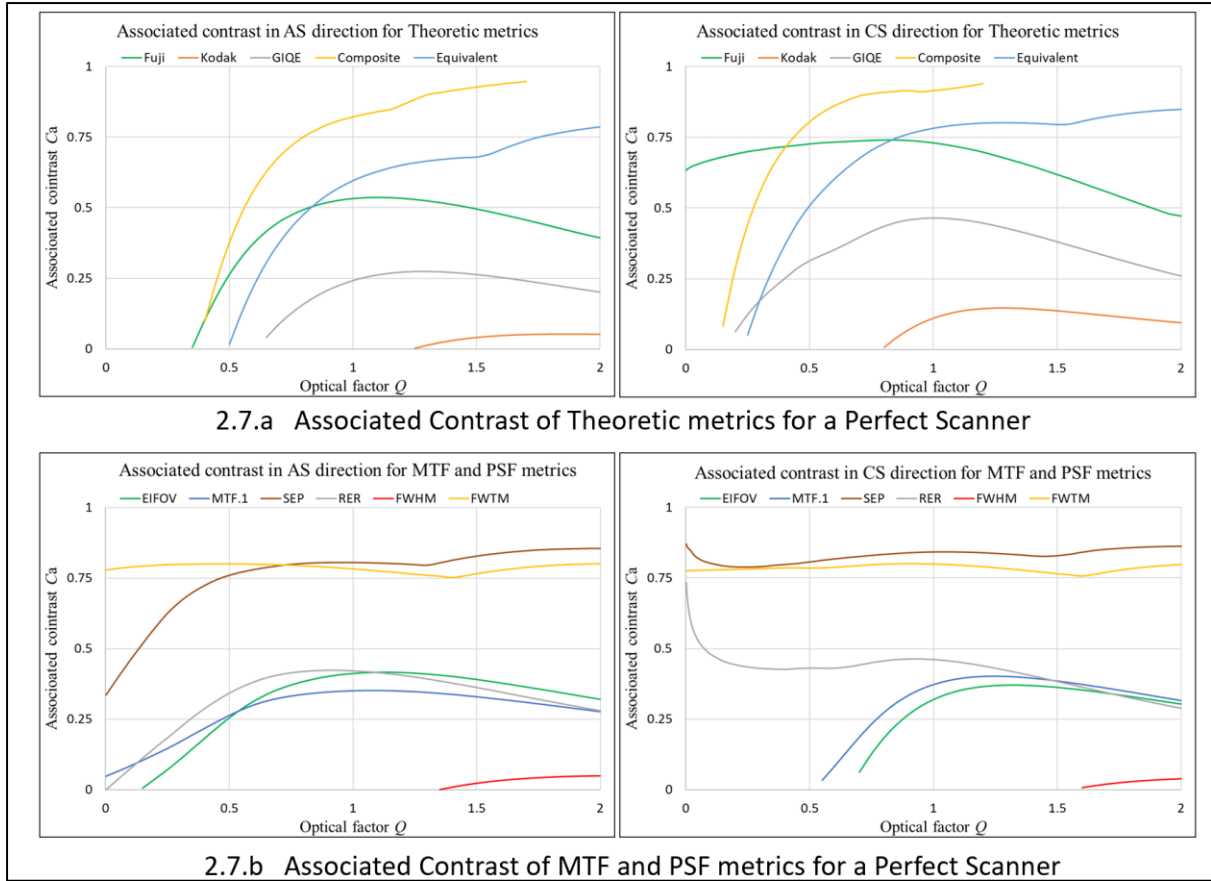 Associated contrast in AS direction for Theoretic metrics
Fuji Kodak GIQE Composite Equivalent
1
0.75
0.5
0.25
0
Associoated cointrast Ca
0 0.5 1 1.5 2
Optical factor Q
Associated contrast in CS direction for Theoretic metrics
Fuji Kodak GIQE Composite Equivalent
1
0.75
0.5
0.25
0
Associoated cointrast Ca
0 0.5 1 1.5 2
Optical factor Q
2.7.a Associated Contrast of Theoretic metrics for a Perfect Scanner
Associated contrast in AS direction for MTF and PSF metrics
EIFOV MTF.1 SEP RER FWHM FWTM
1
0.75
0.5
0.25
0
Associoated cointrast Ca
0 0.5 1 1.5 2
Optical factor Q
Associated contrast in CS direction for MTF and PSF metrics
EIFOV MTF.1 SEP RER FWHM FWTM
1
0.75
0.5
0.25
0
Associoated cointrast Ca
0 0.5 1 1.5 2
Optical factor Q
2.7.b Associated Contrast of MTF and PSF metrics for a Perfect Scanner